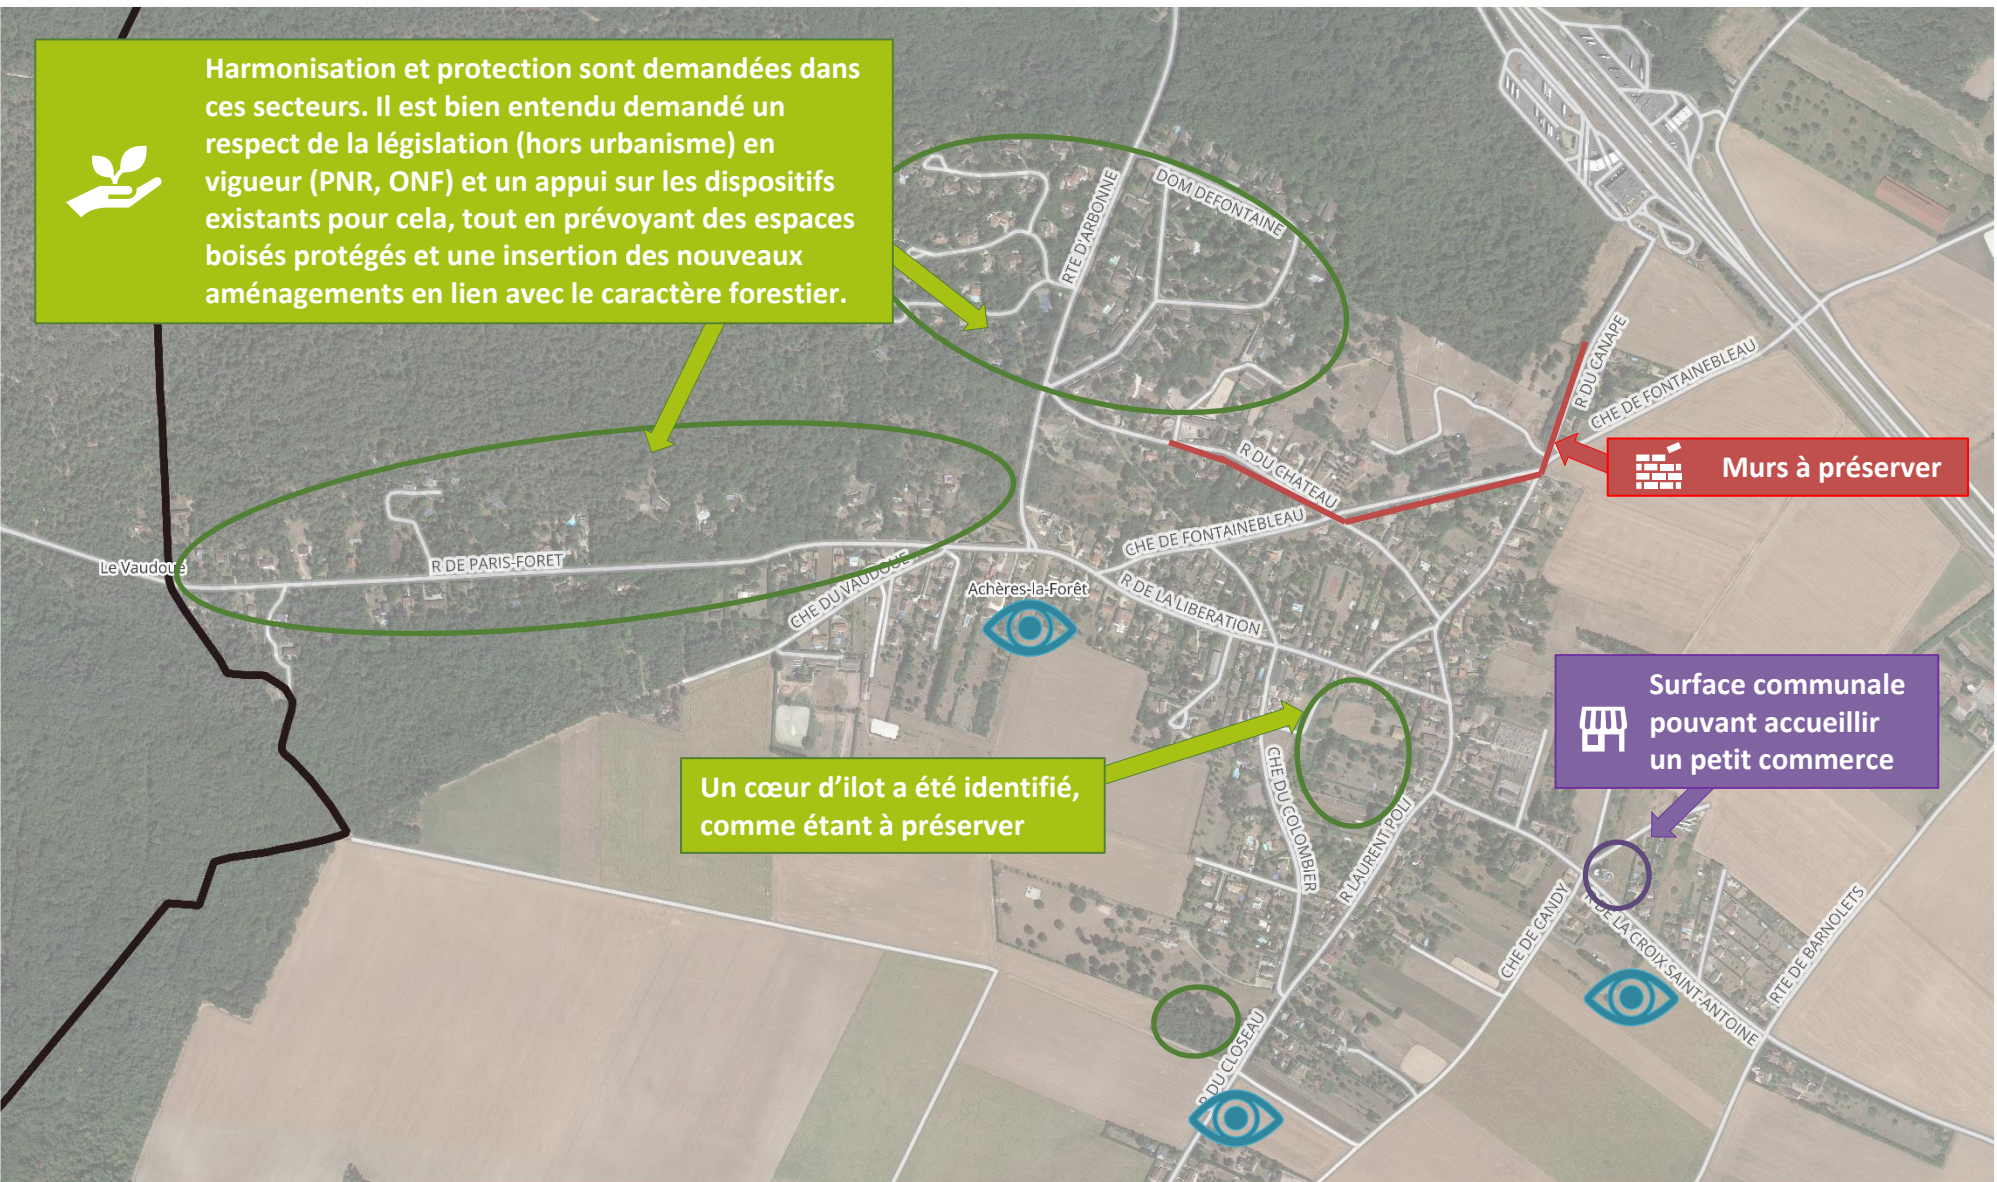 Harmonisation et protection sont demandées dans
ces secteurs. Il est bien entendu demandé un
respect de la législation (hors urbanisme) en
vigueur (PNR, ONF) et un appui sur les dispositifs
existants pour cela, tout en prévoyant des espaces
boisés protégés et une insertion des nouveaux
aménagements en lien avec le caractère forestier.
DOM DEFONTAINE
RTE D'ARBONNE
R DU CANAPE
CHE DE FONTAINEBLEAU
Murs à préserver
R DU CHATEAU
CHE DE FONTAINEBLEAU
Le Vaudoué
R DE PARIS-FORET
CHE DU VAUDOUE
Achères-la-Forêt
R DE LA LIBERATION
Surface communale
pouvant accueillir
un petit commerce
Un cœur d'ilot a été identifié,
comme étant à préserver
CHE DU COLOMBIER
R LAURENT POLI
CHE DE CANDY
R DE LA CROIX-SAINT-ANTOINE
RTE DE BARNOLETS
R DU CLOSEAU